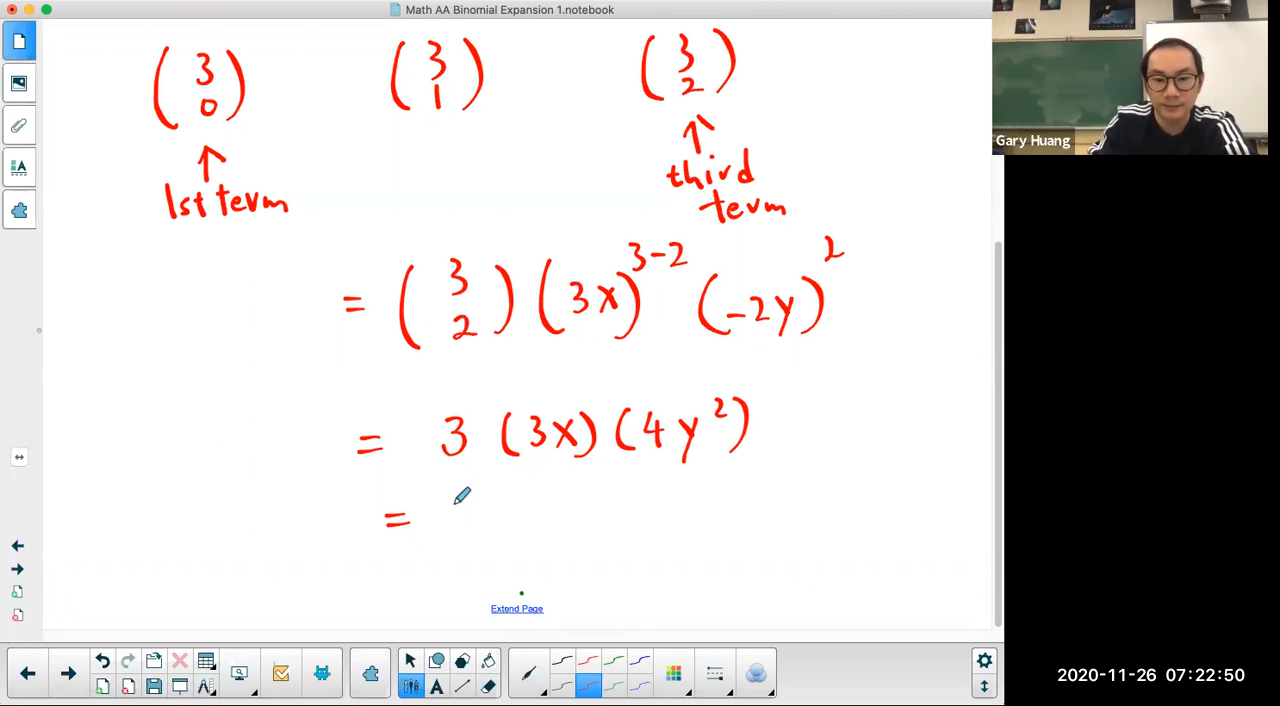 Math AA Binomial Expansion 1.notebook
(3 0) (3 1) (3 2)
↑ 1st term
↑ third term
= (3 2) (3x)^3-2 (-2y)^2
= 3 (3x) (4y^2)
=
Extend Page
Gary Huang
2020-11-26 07:22:50